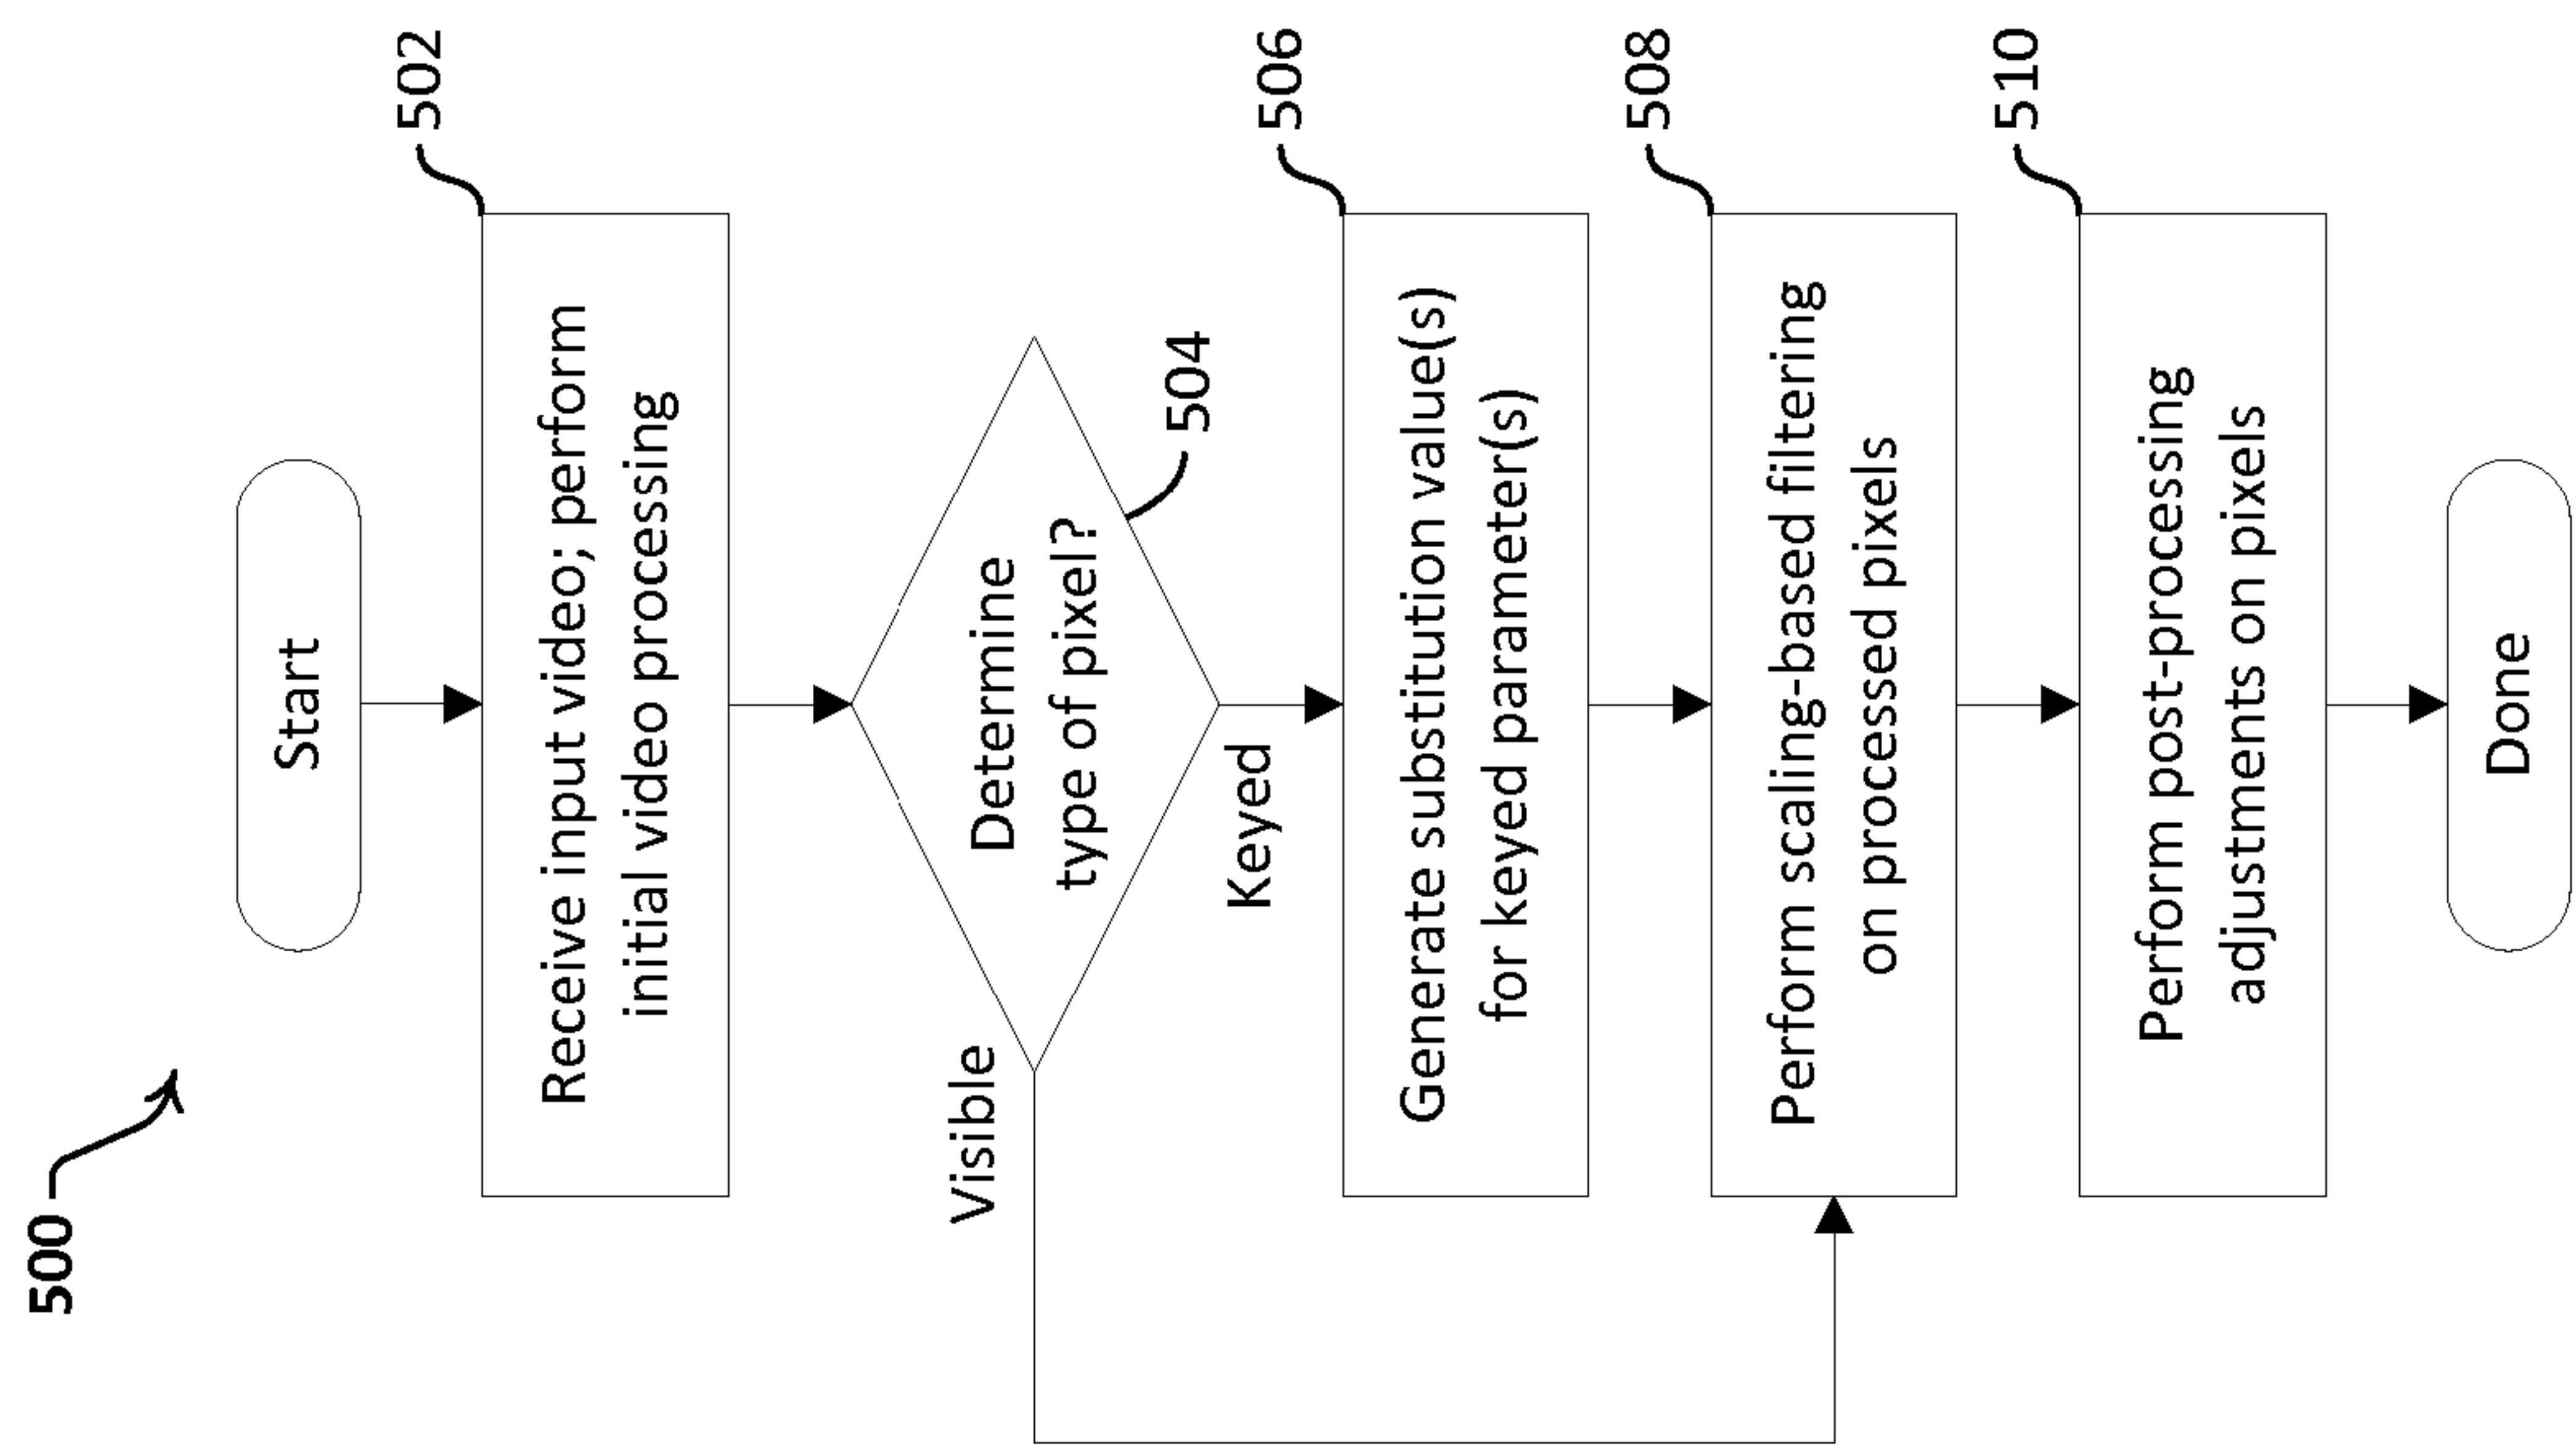 500
Start
502
Receive input video; perform
initial video processing
Determine
type of pixel?
504
Visible
Keyed
506
Generate substitution value(s)
for keyed parameter(s)
508
Perform scaling-based filtering
on processed pixels
510
Perform post-processing
adjustments on pixels
Done